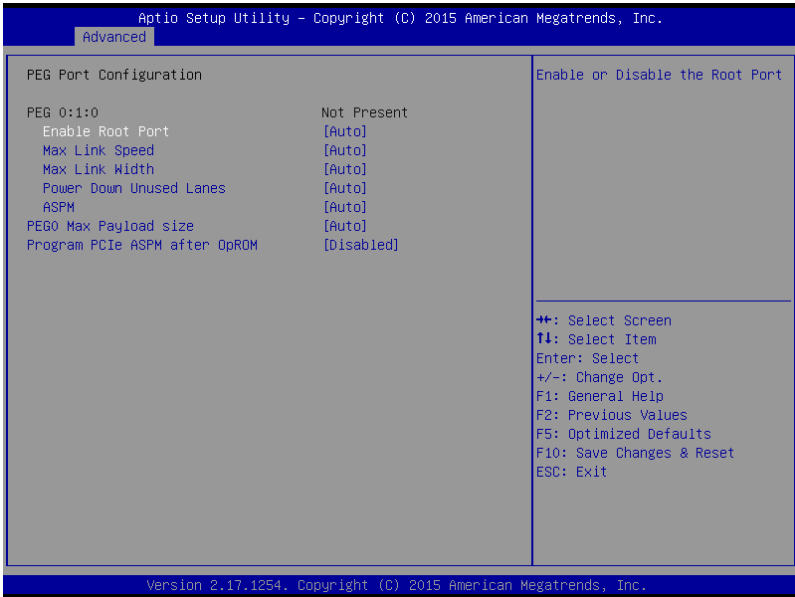 Aptio Setup Utility – Copyright (C) 2015 American Megatrends, Inc.
Advanced
PEG Port Configuration
PEG 0:1:0 Not Present
Enable Root Port [Auto]
Max Link Speed [Auto]
Max Link Width [Auto]
Power Down Unused Lanes [Auto]
ASPM [Auto]
PEG0 Max Payload size [Auto]
Program PCIe ASPM after OpROM [Disabled]
Enable or Disable the Root Port
→←: Select Screen
↑↓: Select Item
Enter: Select
+/-: Change Opt.
F1: General Help
F2: Previous Values
F5: Optimized Defaults
F10: Save Changes & Reset
ESC: Exit
Version 2.17.1254. Copyright (C) 2015 American Megatrends, Inc.